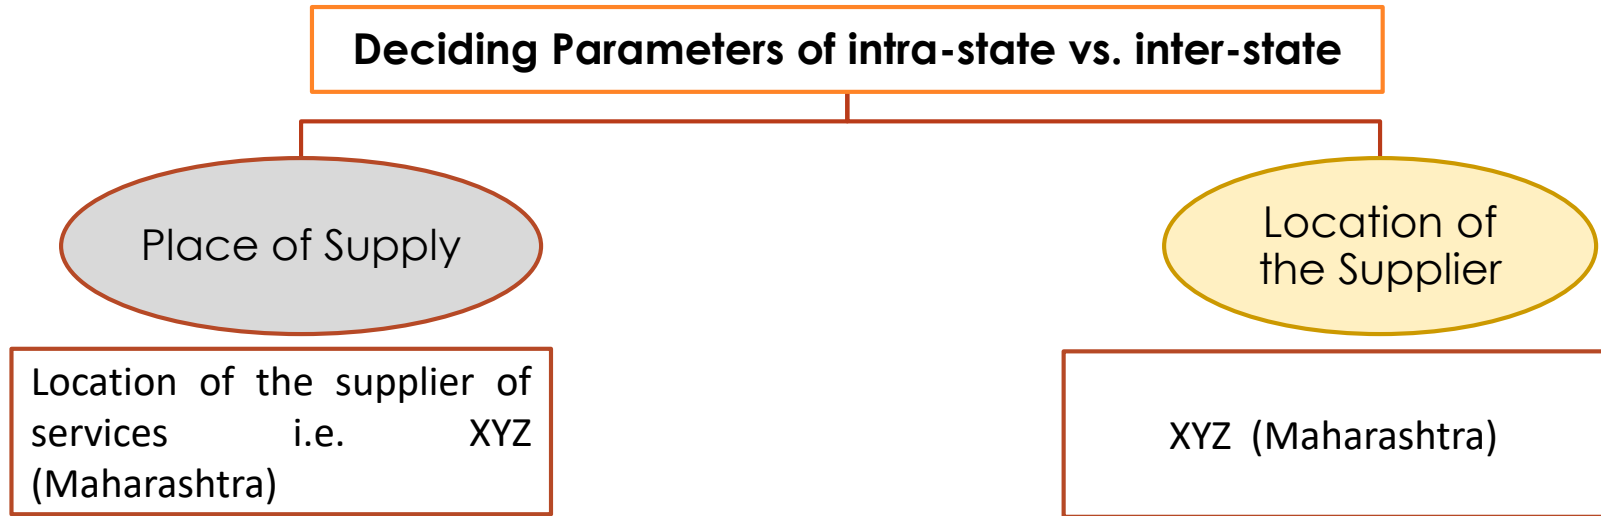 Deciding Parameters of intra-state vs. inter-state
Place of Supply
Location of
the Supplier
Location of the supplier of
services i.e. XYZ
(Maharashtra)
XYZ (Maharashtra)